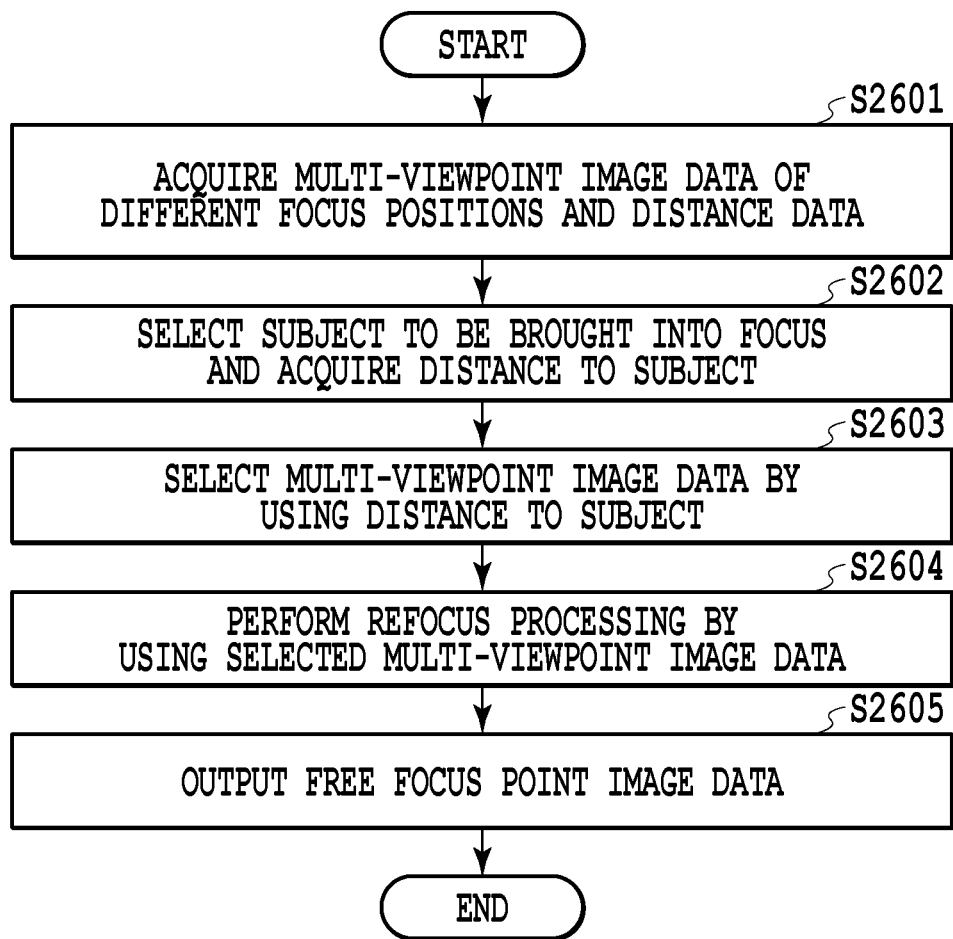 START
S2601
ACQUIRE MULTI-VIEWPOINT IMAGE DATA OF
DIFFERENT FOCUS POSITIONS AND DISTANCE DATA
S2602
SELECT SUBJECT TO BE BROUGHT INTO FOCUS
AND ACQUIRE DISTANCE TO SUBJECT
S2603
SELECT MULTI-VIEWPOINT IMAGE DATA BY
USING DISTANCE TO SUBJECT
S2604
PERFORM REFOCUS PROCESSING BY
USING SELECTED MULTI-VIEWPOINT IMAGE DATA
S2605
OUTPUT FREE FOCUS POINT IMAGE DATA
END